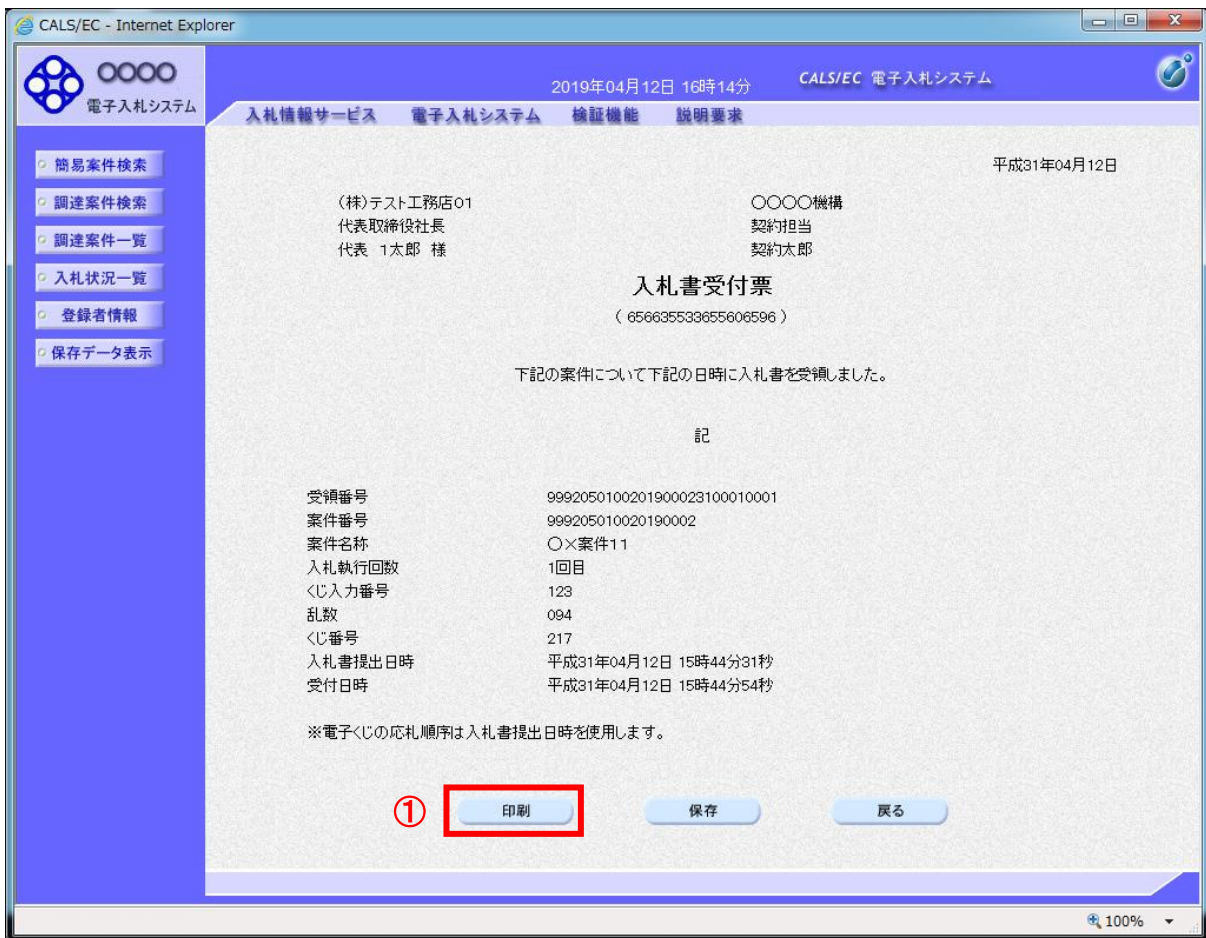 CALS/EC - Internet Explorer
OOOO
電子入札システム
2019年04月12日 16時14分
CALS/EC 電子入札システム
入札情報サービス 電子入札システム 検証機能 説明要求
簡易案件検索
調達案件検索
調達案件一覧
入札状況一覧
登録者情報
保存データ表示
平成31年04月12日
(株)テスト工務店01
代表取締役社長
代表 1太郎 様
〇〇〇〇機構
契約担当
契約太郎
入札書受付票
( 656635533655606596 )
下記の案件について下記の日時に入札書を受領しました。
記
受領番号 9992050100201900023100010001
案件番号 999205010020190002
案件名称 〇×案件11
入札執行回数 1回目
くじ入力番号 123
乱数 094
くじ番号 217
入札書提出日時 平成31年04月12日 15時44分31秒
受付日時 平成31年04月12日 15時44分54秒
※電子くじの応札順序は入札書提出日時を使用します。
① 印刷 保存 戻る
100%